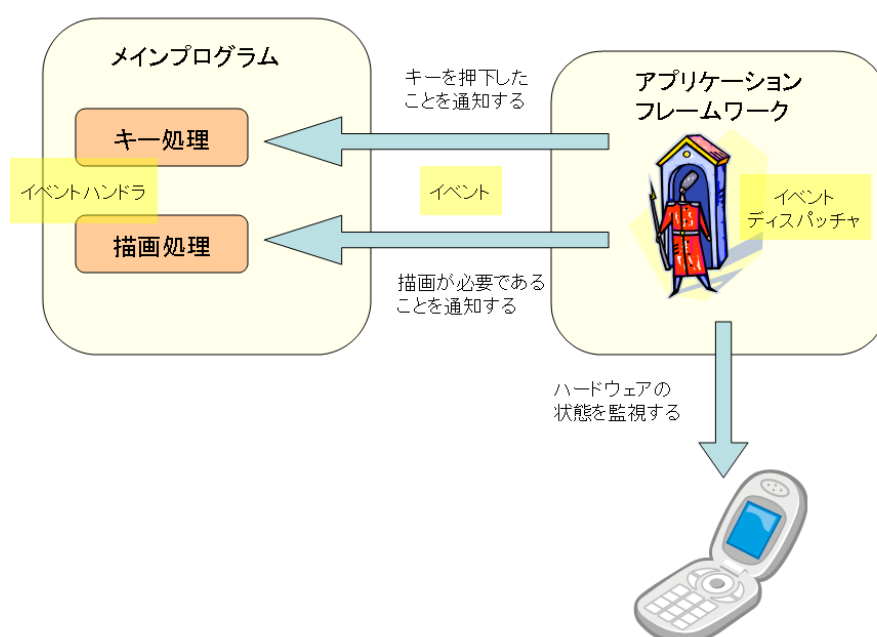 メインプログラム
キー処理
イベントハンドラ
描画処理
キーを押下した
ことを通知する
イベント
描画が必要である
ことを通知する
アプリケーション
フレームワーク
イベント
ディスパッチャ
ハードウェアの
状態を監視する